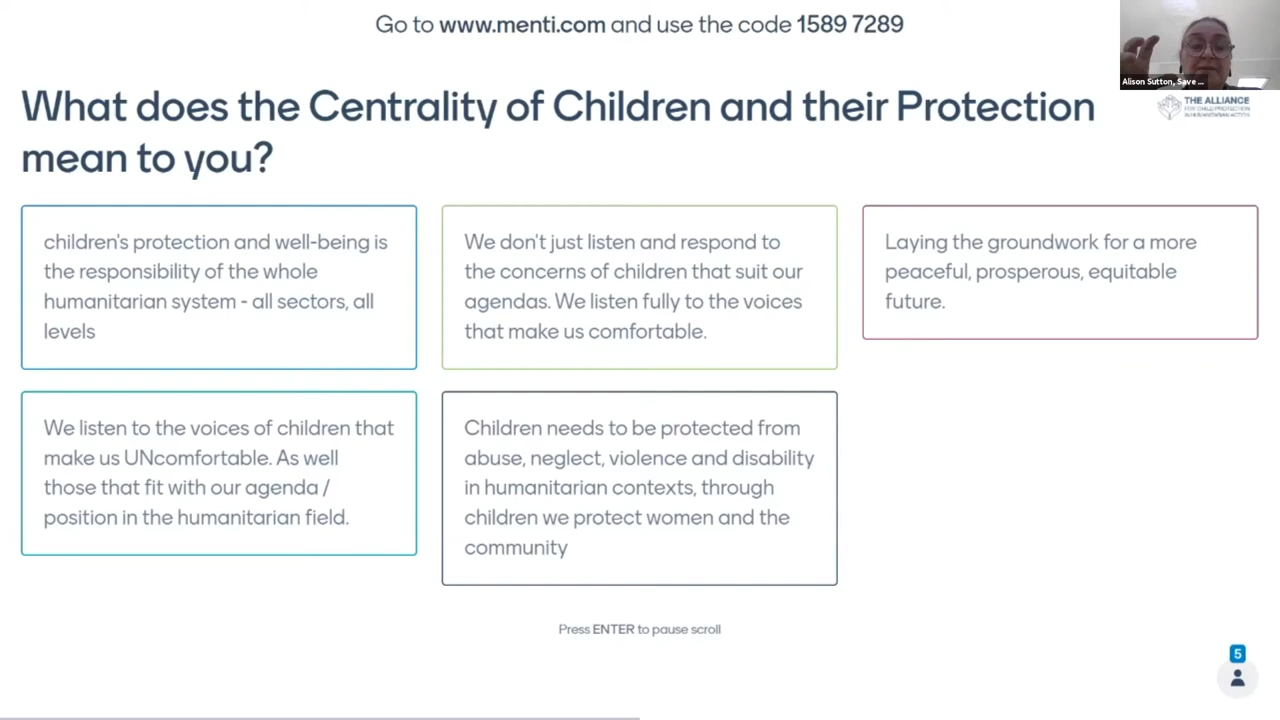 Go to www.menti.com and use the code 1589 7289
Alison Sutton, Save ...
What does the Centrality of Children and their Protection
mean to you?
THE ALLIANCE
FOR CHILD PROTECTION
IN HUMANITARIAN ACTION
children's protection and well-being is
the responsibility of the whole
humanitarian system - all sectors, all
levels
We don't just listen and respond to
the concerns of children that suit our
agendas. We listen fully to the voices
that make us comfortable.
Laying the groundwork for a more
peaceful, prosperous, equitable
future.
We listen to the voices of children that
make us UNcomfortable. As well
those that fit with our agenda /
position in the humanitarian field.
Children needs to be protected from
abuse, neglect, violence and disability
in humanitarian contexts, through
children we protect women and the
community
Press ENTER to pause scroll
5